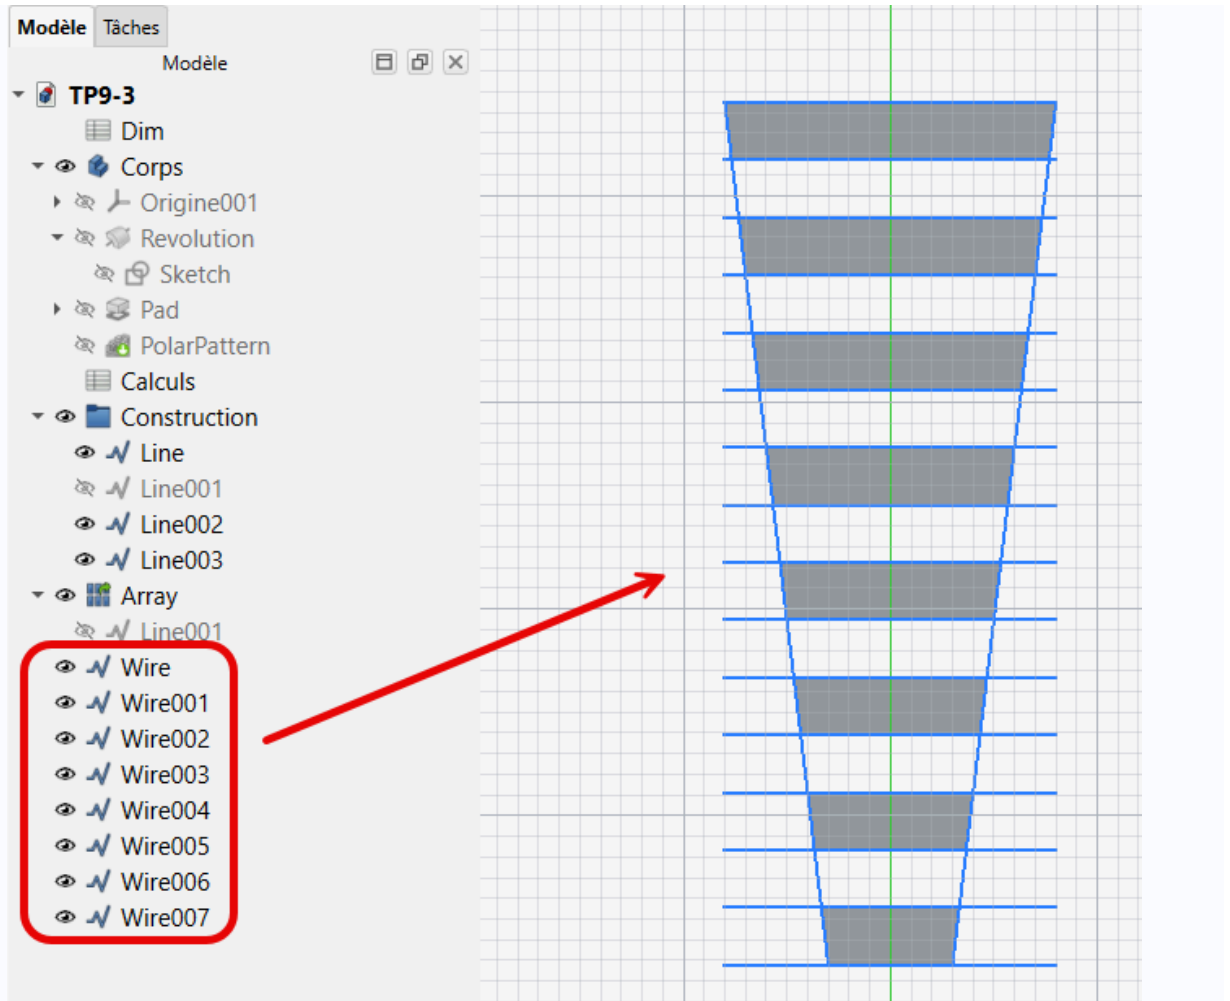 Modèle Tâches
Modèle
TP9-3
Dim
Corps
Origine001
Revolution
Sketch
Pad
PolarPattern
Calculs
Construction
Line
Line001
Line002
Line003
Array
Line001
Wire
Wire001
Wire002
Wire003
Wire004
Wire005
Wire006
Wire007